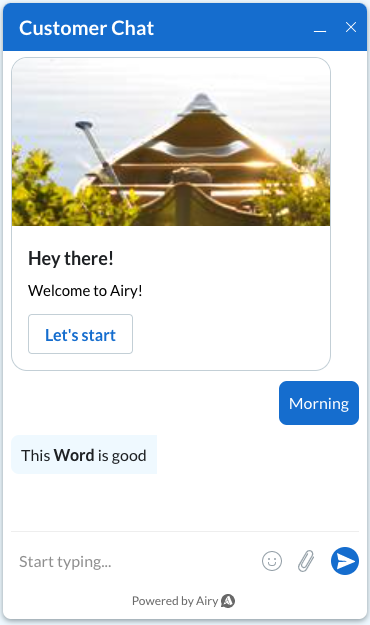 Customer Chat
Hey there!
Welcome to Airy!
Let's start
Morning
This Word is good
Start typing...
Powered by Airy